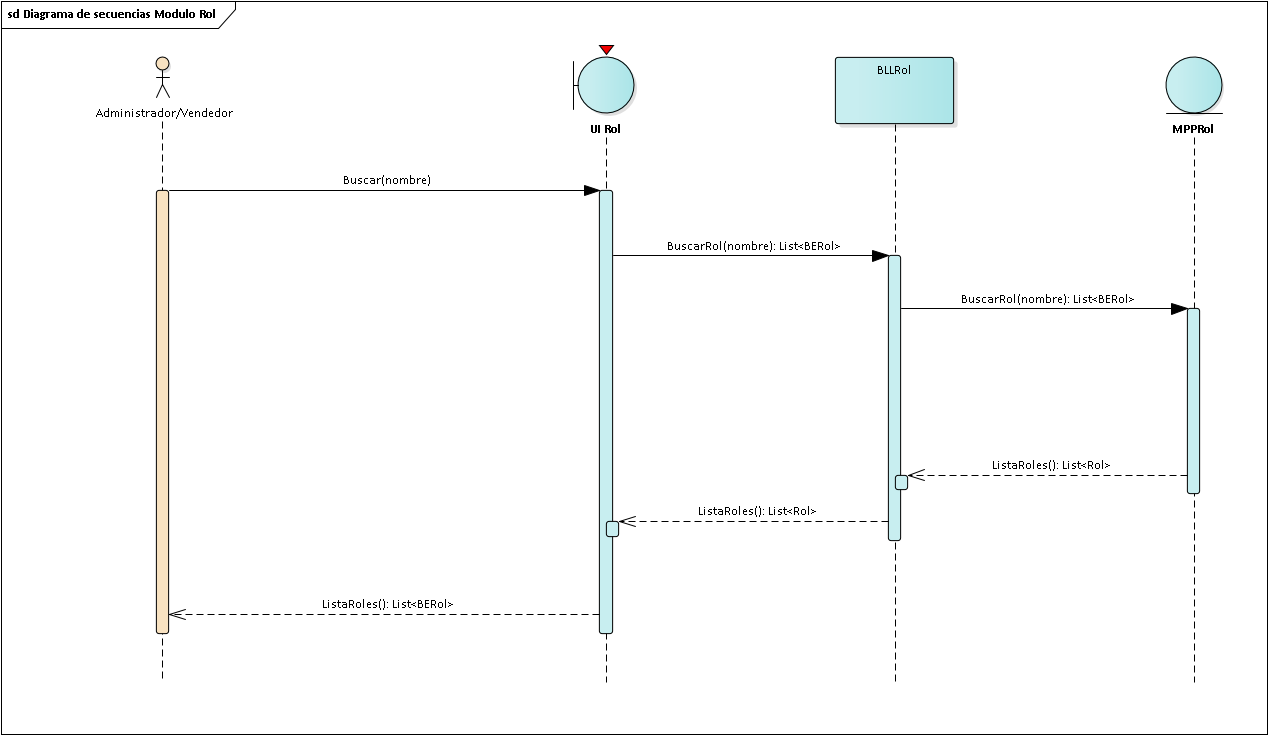 sd Diagrama de secuencias Modulo Rol
Administrador/Vendedor
UI Rol
BLLRol
MPPRol
Buscar(nombre)
BuscarRol(nombre): List<BERol>
BuscarRol(nombre): List<BERol>
ListaRoles(): List<Rol>
ListaRoles(): List<Rol>
ListaRoles(): List<BERol>